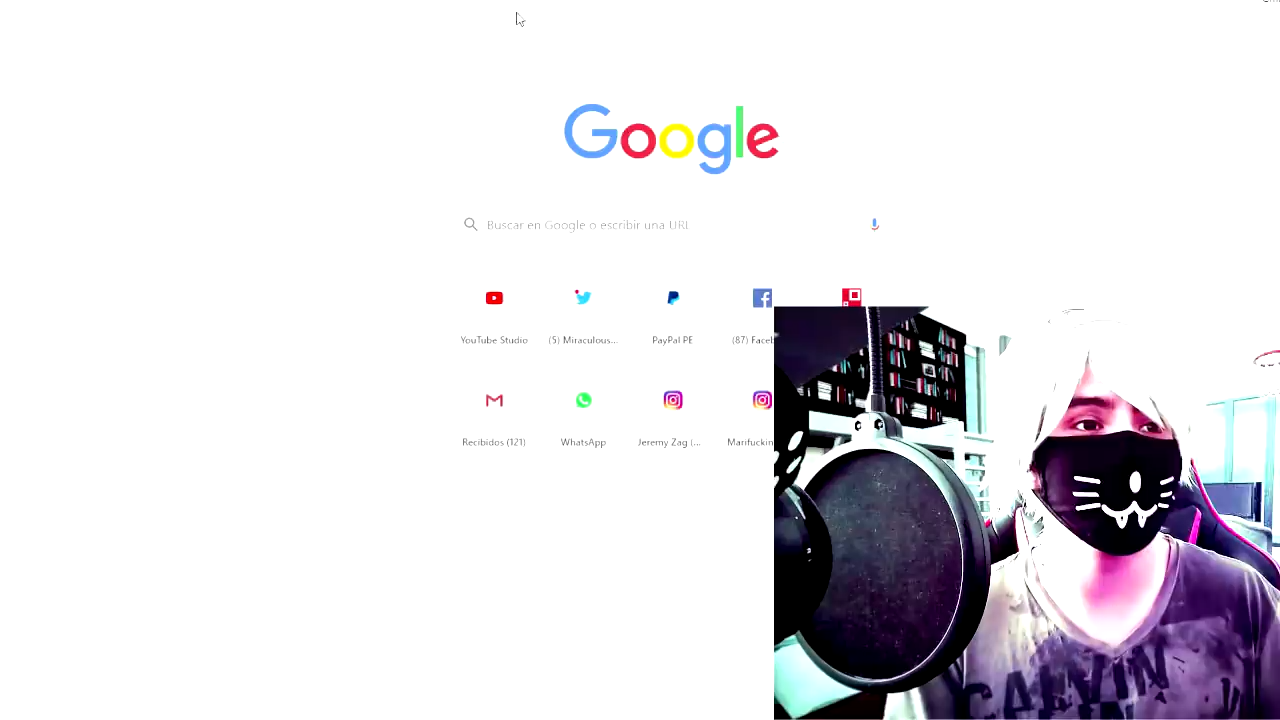 Google
Buscar en Google o escribir una URL
YouTube Studio
(5) Miraculous...
PayPal PE
(87) Faceb
Recibidos (121)
WhatsApp
Jeremy Zag (...
Marifuckin
CALVIN